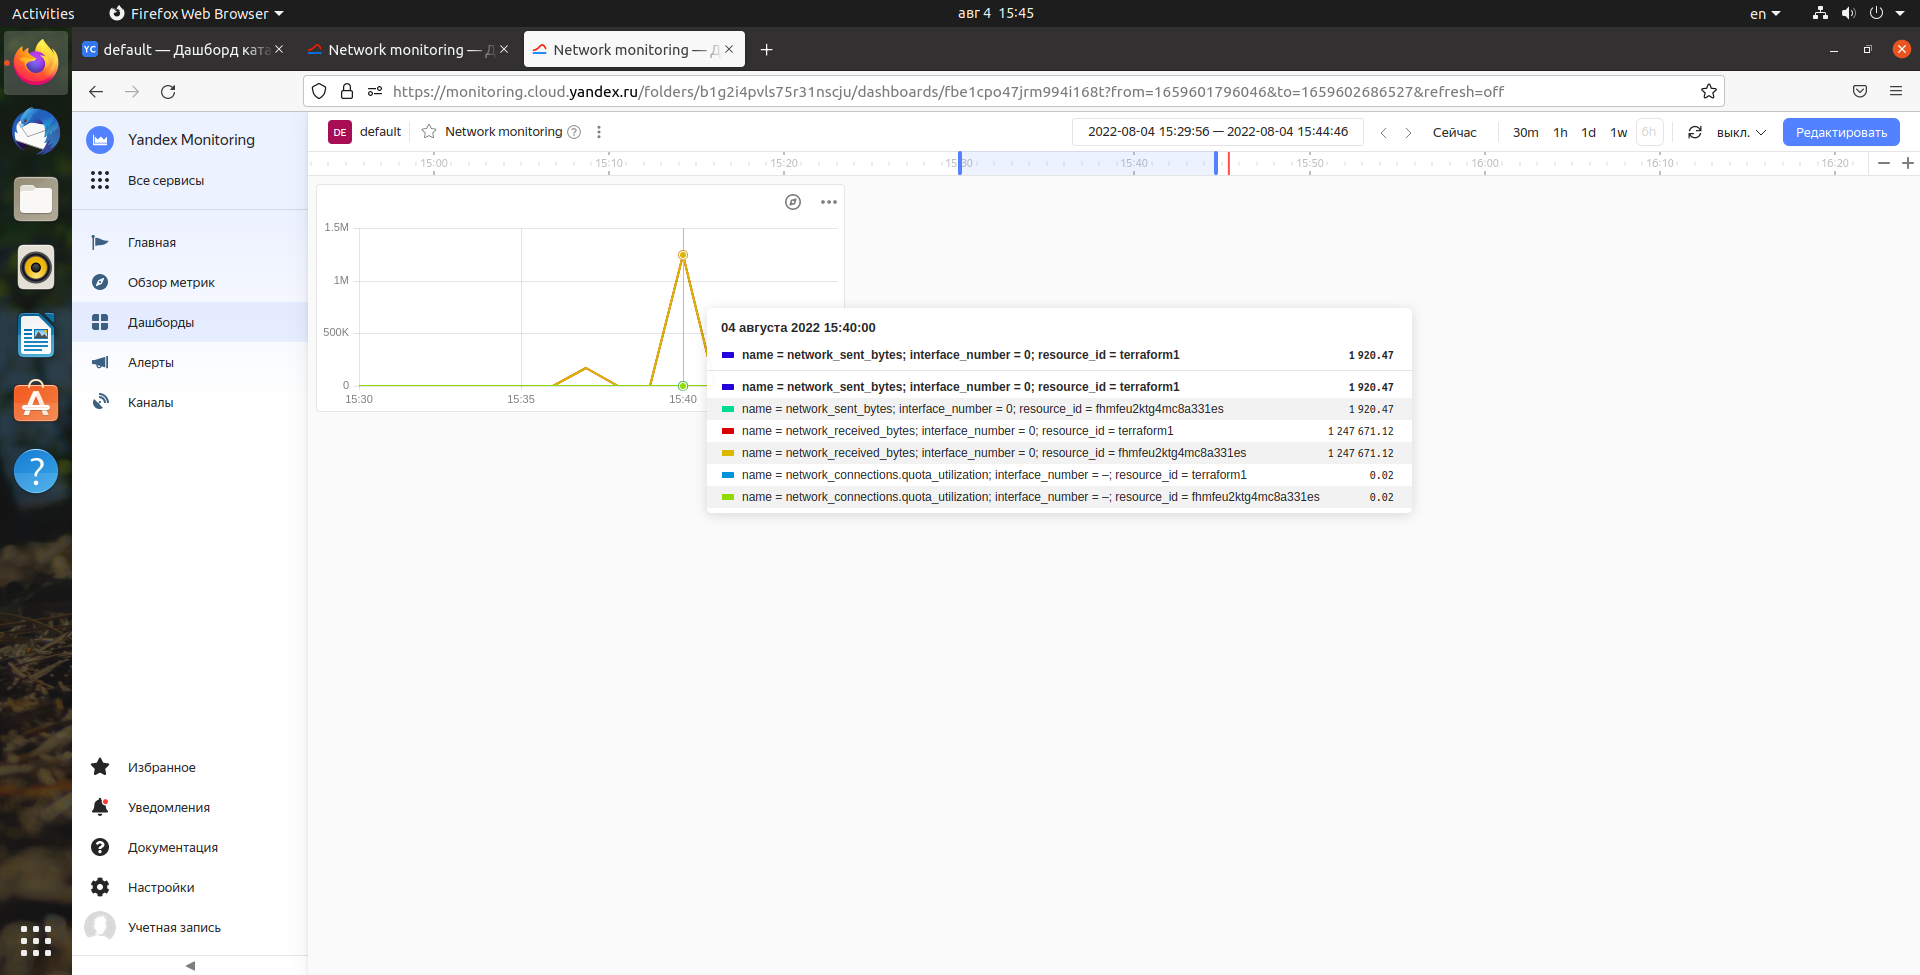 Activities
Firefox Web Browser
авг 4 15:45
en
YC default — Дашборд ката
Network monitoring — Д
Network monitoring — Д
https://monitoring.cloud.yandex.ru/folders/b1g2i4pvls75r31nscju/dashboards/fbe1cpo47jrm994i168t?from=1659601796046&to=1659602686527&refresh=off
Yandex Monitoring
Все сервисы
Главная
Обзор метрик
Дашборды
Алерты
Каналы
Избранное
Уведомления
Документация
Настройки
Учетная запись
DE default
Network monitoring
2022-08-04 15:29:56 — 2022-08-04 15:44:46
Сейчас
30m 1h 1d 1w 6h
выкл.
Редактировать
15:00 15:10 15:20 15:30 15:40 15:50 16:00 16:10 16:20
1.5M
1M
500K
0
15:30 15:35 15:40
04 августа 2022 15:40:00
name = network_sent_bytes; interface_number = 0; resource_id = terraform1 1 920.47
name = network_sent_bytes; interface_number = 0; resource_id = terraform1 1 920.47
name = network_sent_bytes; interface_number = 0; resource_id = fhmfeu2ktg4mc8a331es 1 920.47
name = network_received_bytes; interface_number = 0; resource_id = terraform1 1 247 671.12
name = network_received_bytes; interface_number = 0; resource_id = fhmfeu2ktg4mc8a331es 1 247 671.12
name = network_connections.quota_utilization; interface_number = –; resource_id = terraform1 0.02
name = network_connections.quota_utilization; interface_number = –; resource_id = fhmfeu2ktg4mc8a331es 0.02